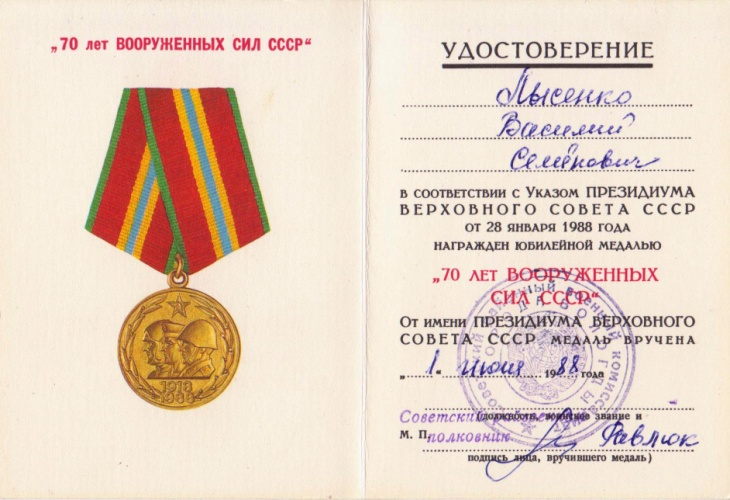 „70 лет ВООРУЖЕННЫХ СИЛ СССР“
1918
1988
УДОСТОВЕРЕНИЕ
Лысенко
Василий
Семёнович
В СООТВЕТСТВИИ С УКАЗОМ ПРЕЗИДИУМА
ВЕРХОВНОГО СОВЕТА СССР
ОТ 28 ЯНВАРЯ 1988 ГОДА
НАГРАЖДЕН ЮБИЛЕЙНОЙ МЕДАЛЬЮ
„70 ЛЕТ ВООРУЖЕННЫХ
СИЛ СССР“
ОТ ИМЕНИ ПРЕЗИДИУМА ВЕРХОВНОГО
СОВЕТА СССР МЕДАЛЬ ВРУЧЕНА
„1“ июня 1988 года
Советский
(должность, воинское звание и
М. П. полковник Равлюк
подпись лица, вручившего медаль)